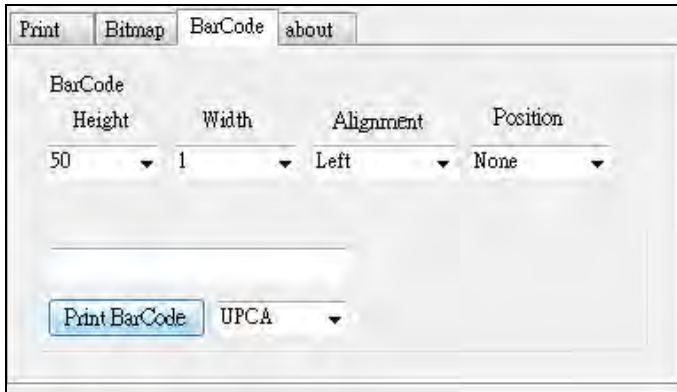 Print Bitmap BarCode about
BarCode
Height Width Alignment Position
50 1 Left None
Print BarCode UPCA